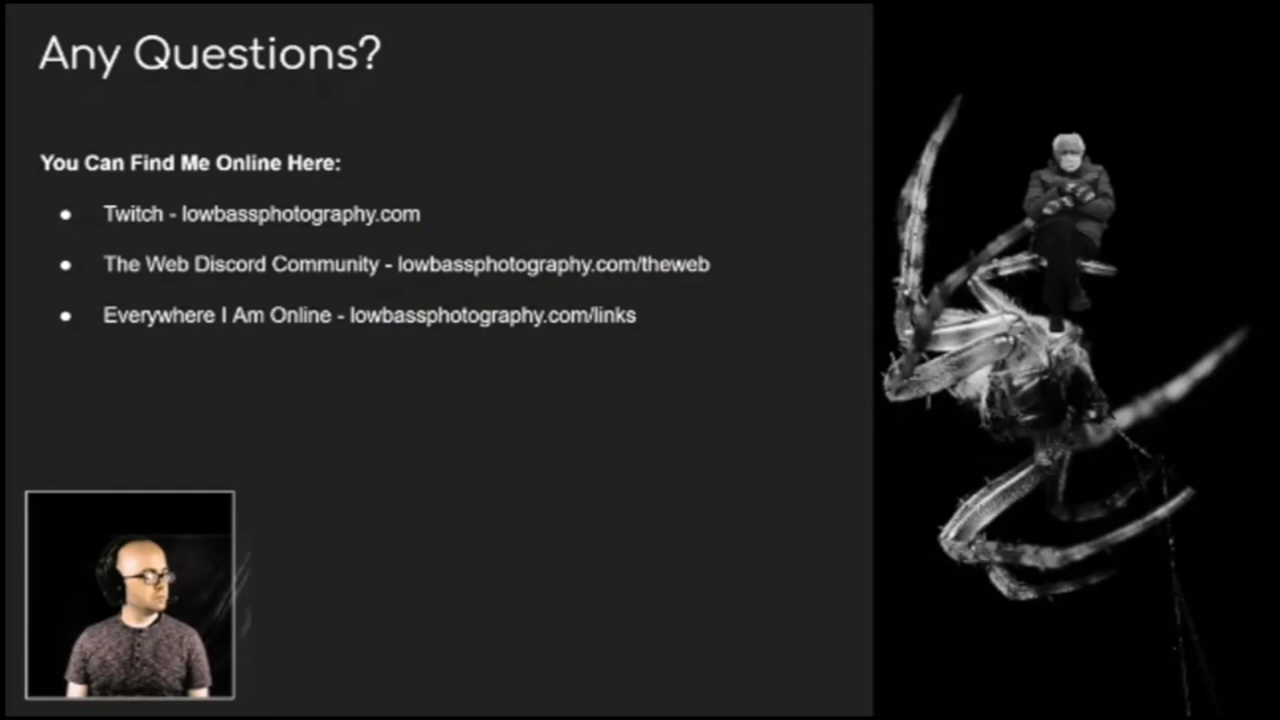 Any Questions?
You Can Find Me Online Here:
● Twitch - lowbassphotography.com
● The Web Discord Community - lowbassphotography.com/theweb
● Everywhere I Am Online - lowbassphotography.com/links